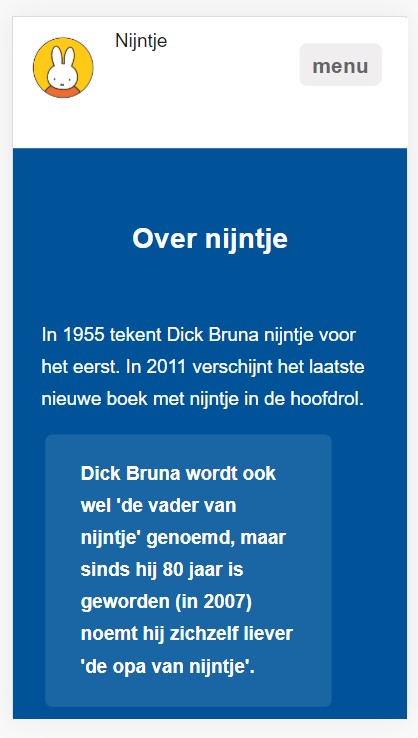 Nijntje
menu
Over nijntje
In 1955 tekent Dick Bruna nijntje voor
het eerst. In 2011 verschijnt het laatste
nieuwe boek met nijntje in de hoofdrol.
Dick Bruna wordt ook
wel 'de vader van
nijntje' genoemd, maar
sinds hij 80 jaar is
geworden (in 2007)
noemt hij zichzelf liever
'de opa van nijntje'.